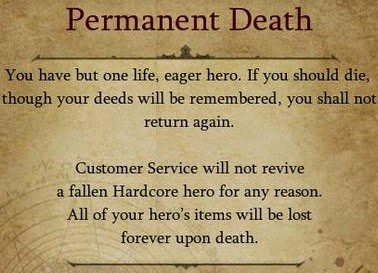 Permanent Death
You have but one life, eager hero. If you should die,
though your deeds will be remembered, you shall not
return again.
Customer Service will not revive
a fallen Hardcore hero for any reason.
All of your hero's items will be lost
forever upon death.